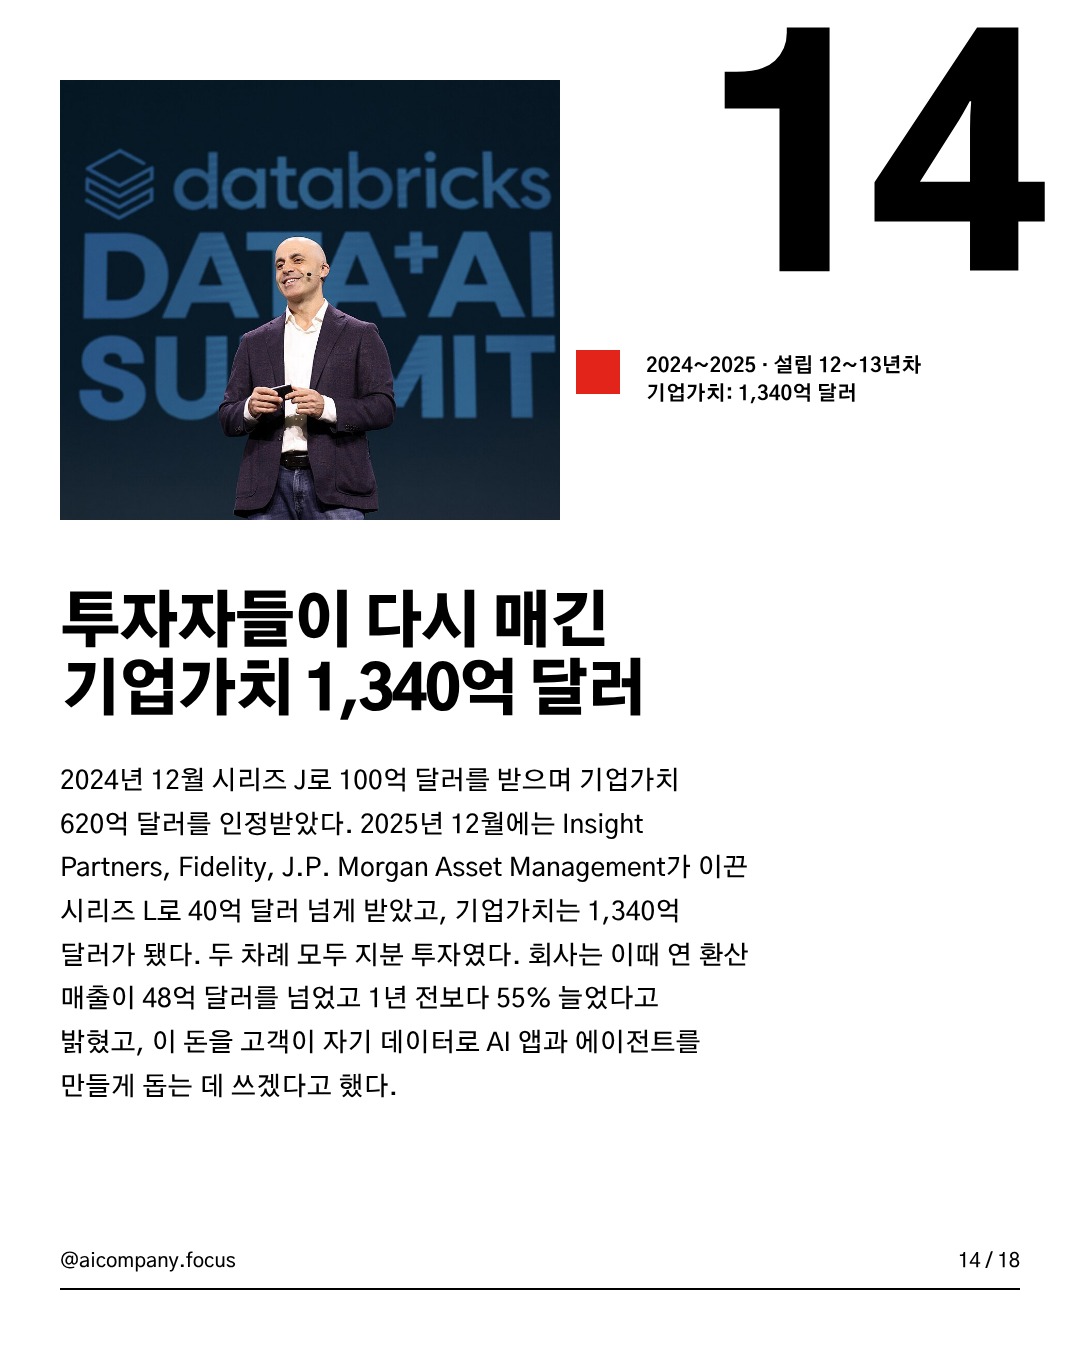 14
databricks
DATA+AI
SUMMIT
2024~2025 · 설립 12~13년차
기업가치: 1,340억 달러
투자자들이 다시 매긴
기업가치 1,340억 달러
2024년 12월 시리즈 J로 100억 달러를 받으며 기업가치
620억 달러를 인정받았다. 2025년 12월에는 Insight
Partners, Fidelity, J.P. Morgan Asset Management가 이끈
시리즈 L로 40억 달러 넘게 받았고, 기업가치는 1,340억
달러가 됐다. 두 차례 모두 지분 투자였다. 회사는 이때 연 환산
매출이 48억 달러를 넘었고 1년 전보다 55% 늘었다고
밝혔고, 이 돈을 고객이 자기 데이터로 AI 앱과 에이전트를
만들게 돕는 데 쓰겠다고 했다.
@aicompany.focus
14 / 18